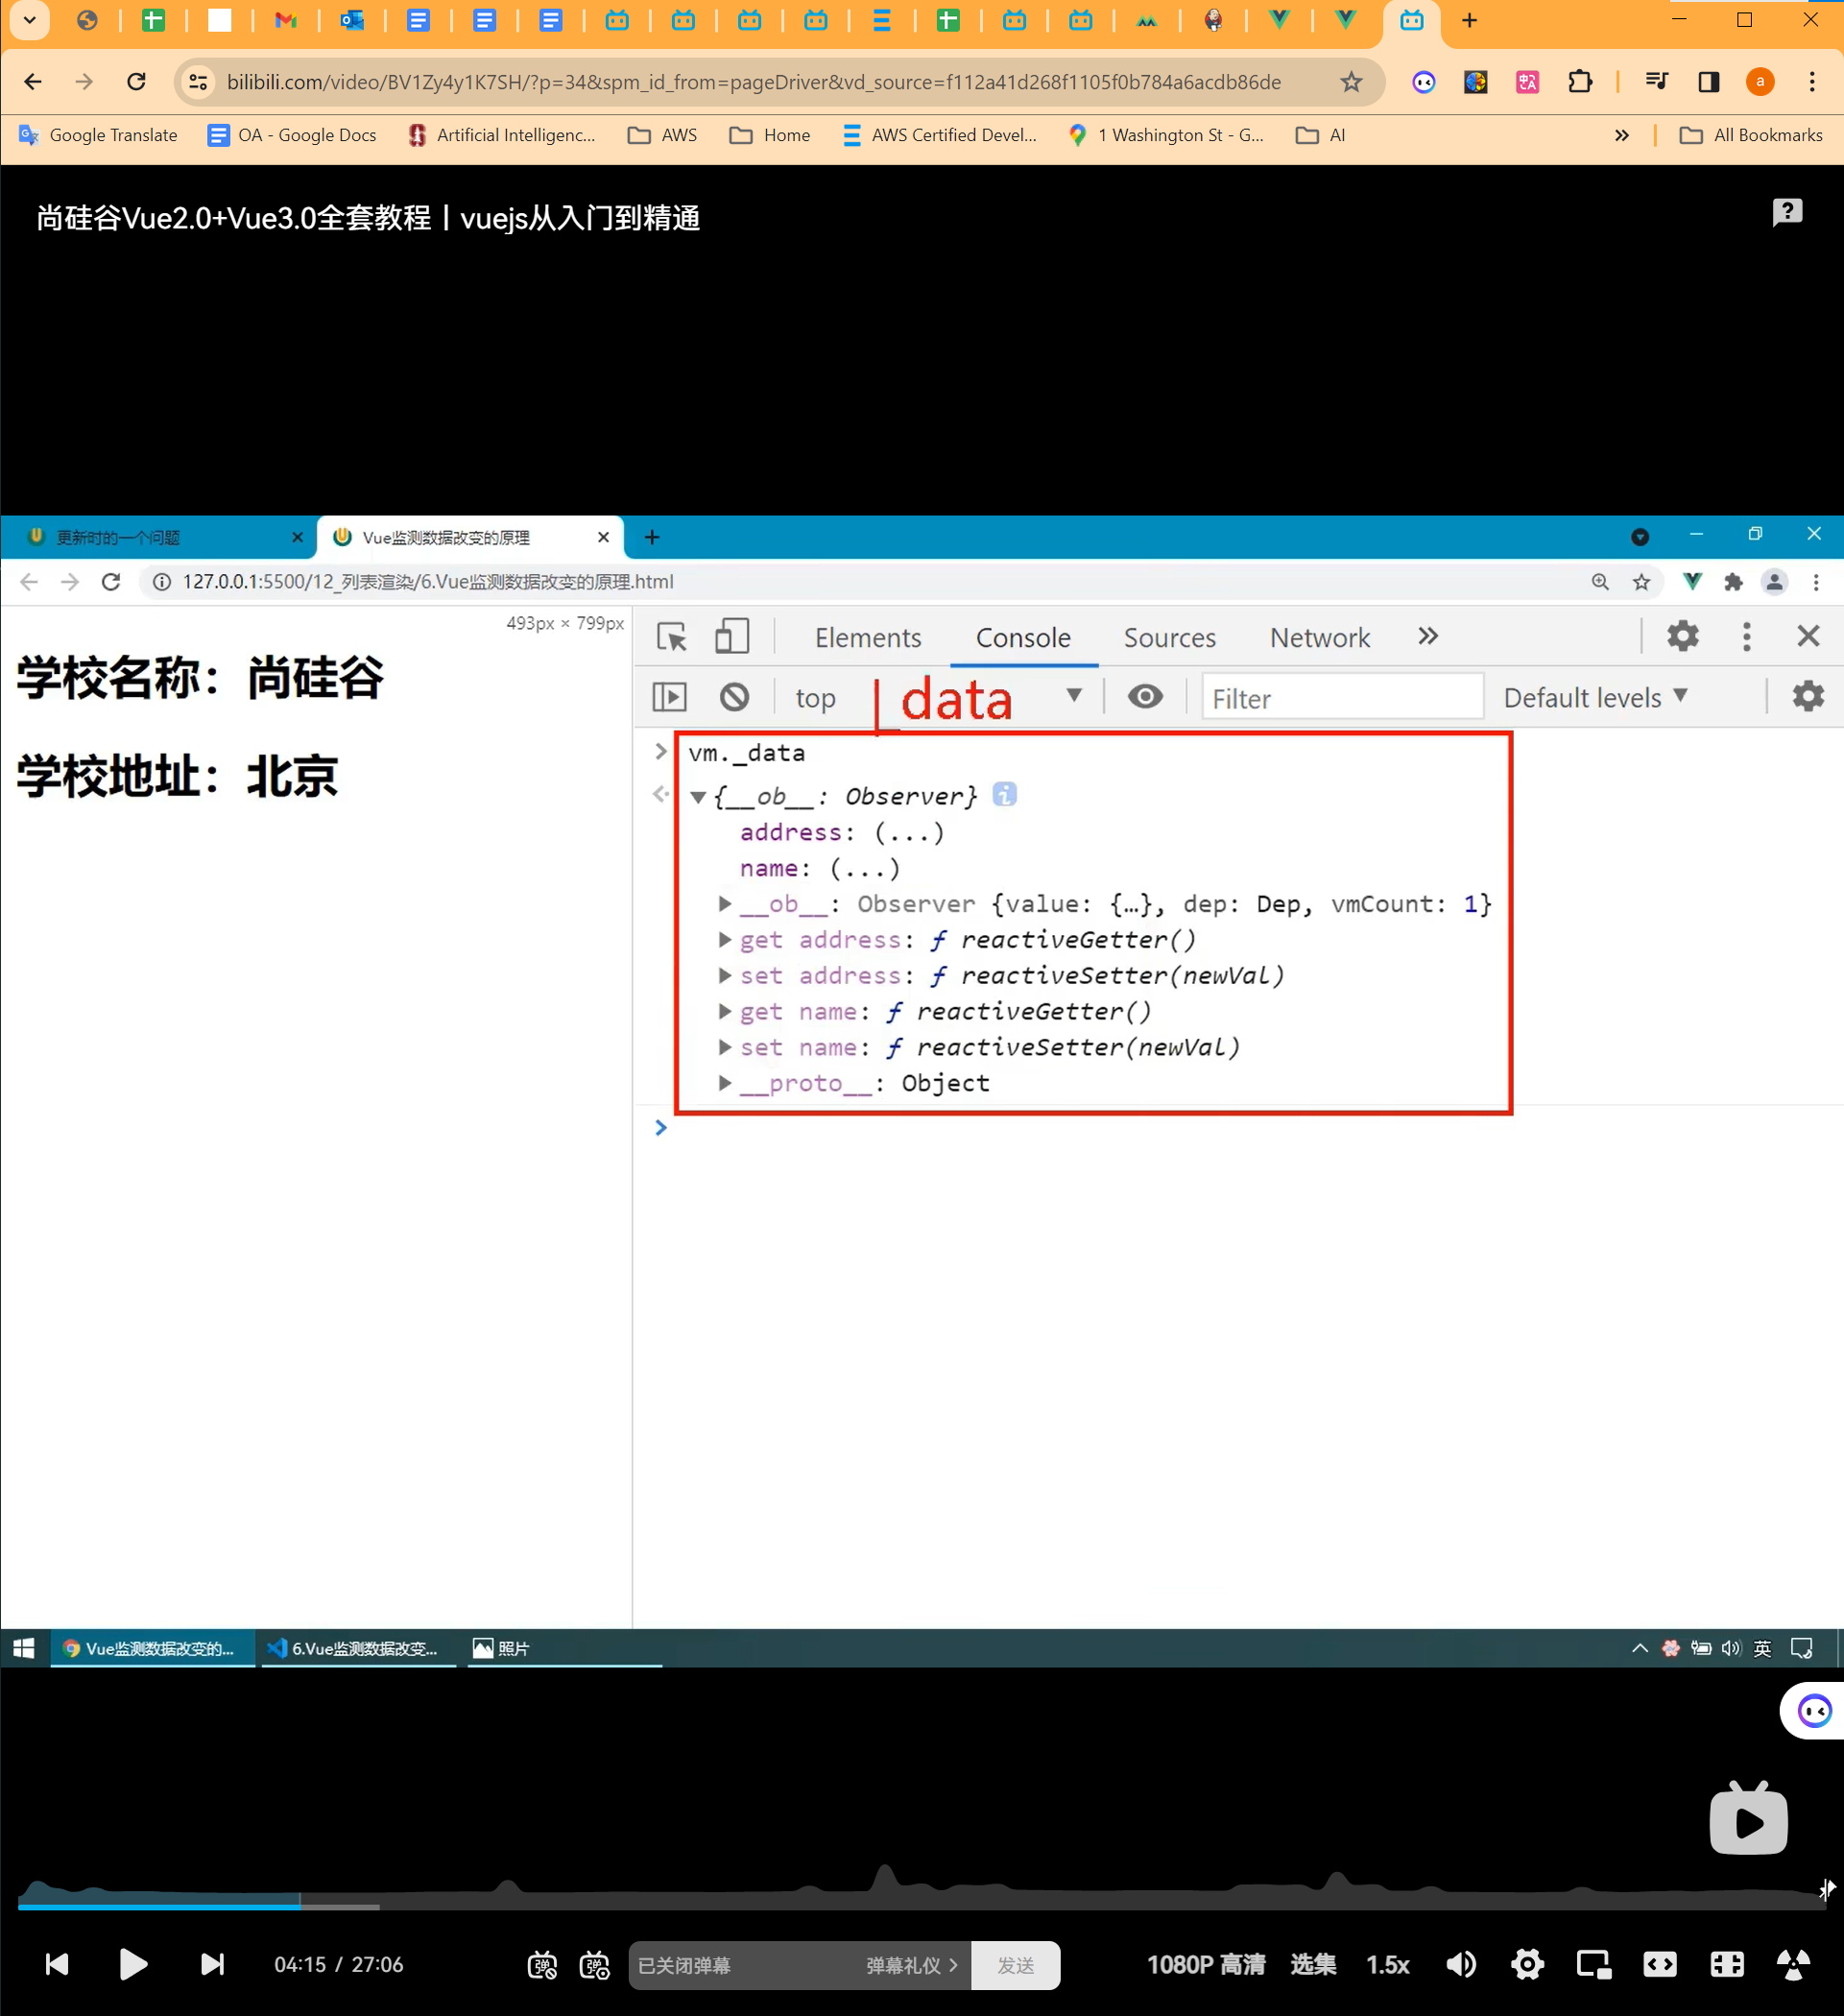 bilibili.com/video/BV1Zy4y1K7SH/?p=34&spm_id_from=pageDriver&vd_source=f112a41d268f1105f0b784a6acdb86de
a
Google Translate OA - Google Docs Artificial Intelligenc... AWS Home AWS Certified Devel... 1 Washington St - G... AI All Bookmarks
尚硅谷Vue2.0+Vue3.0全套教程丨vuejs从入门到精通
更新时的一个问题 Vue监测数据改变的原理
127.0.0.1:5500/12_列表渲染/6.Vue监测数据改变的原理.html
493px × 799px
学校名称：尚硅谷
学校地址：北京
Elements Console Sources Network
top _data Filter Default levels
vm._data
{__ob__: Observer}
address: (...)
name: (...)
__ob__: Observer {value: {…}, dep: Dep, vmCount: 1}
get address: ƒ reactiveGetter()
set address: ƒ reactiveSetter(newVal)
get name: ƒ reactiveGetter()
set name: ƒ reactiveSetter(newVal)
__proto__: Object
Vue监测数据改变的... 6.Vue监测数据改变... 照片 英
04:15 / 27:06 弹 弹 已关闭弹幕 弹幕礼仪 发送 1080P 高清 选集 1.5x